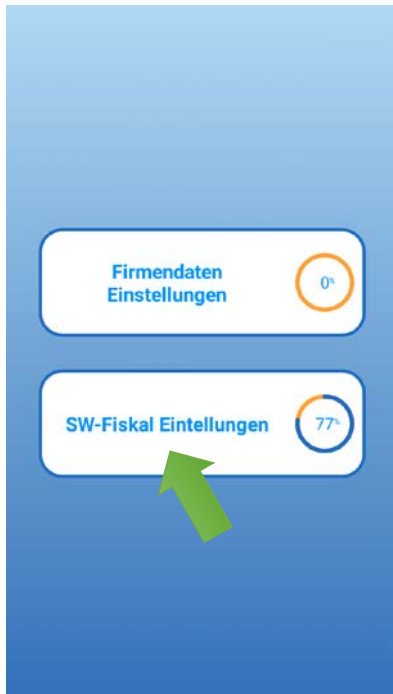 Firmendaten
Einstellungen
0%
SW-Fiskal Eintellungen
77%